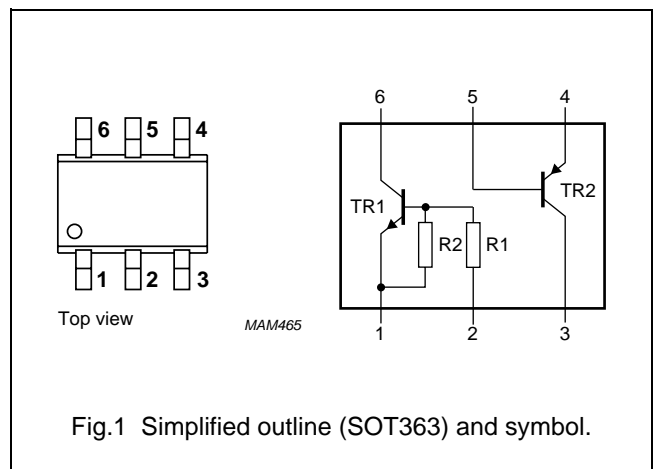 6 5 4
1 2 3
Top view
MAM465
6 5 4
TR1
TR2
R2 R1
1 2 3
Fig.1 Simplified outline (SOT363) and symbol.